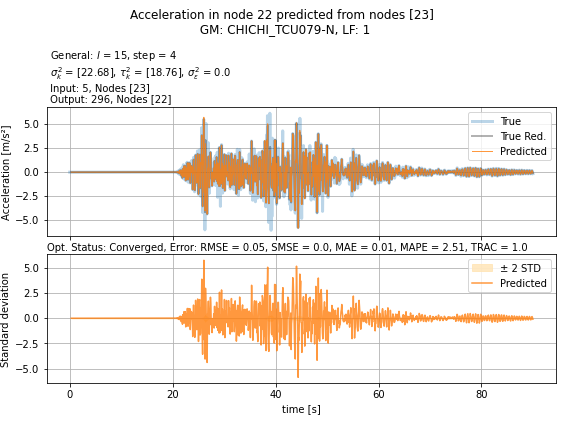 Acceleration in node 22 predicted from nodes [23]
GM: CHICHI_TCU079-N, LF: 1
General: l = 15, step = 4
σ²ₖ = [22.68], τ²ₖ = [18.76], σ²_ε = 0.0
Input: 5, Nodes [23]
Output: 296, Nodes [22]
True
True Red.
Predicted
Acceleration [m/s²]
5.0
2.5
0.0
−2.5
−5.0
Opt. Status: Converged, Error: RMSE = 0.05, SMSE = 0.0, MAE = 0.01, MAPE = 2.51, TRAC = 1.0
± 2 STD
Predicted
Standard deviation
5.0
2.5
0.0
−2.5
−5.0
0 20 40 60 80
time [s]